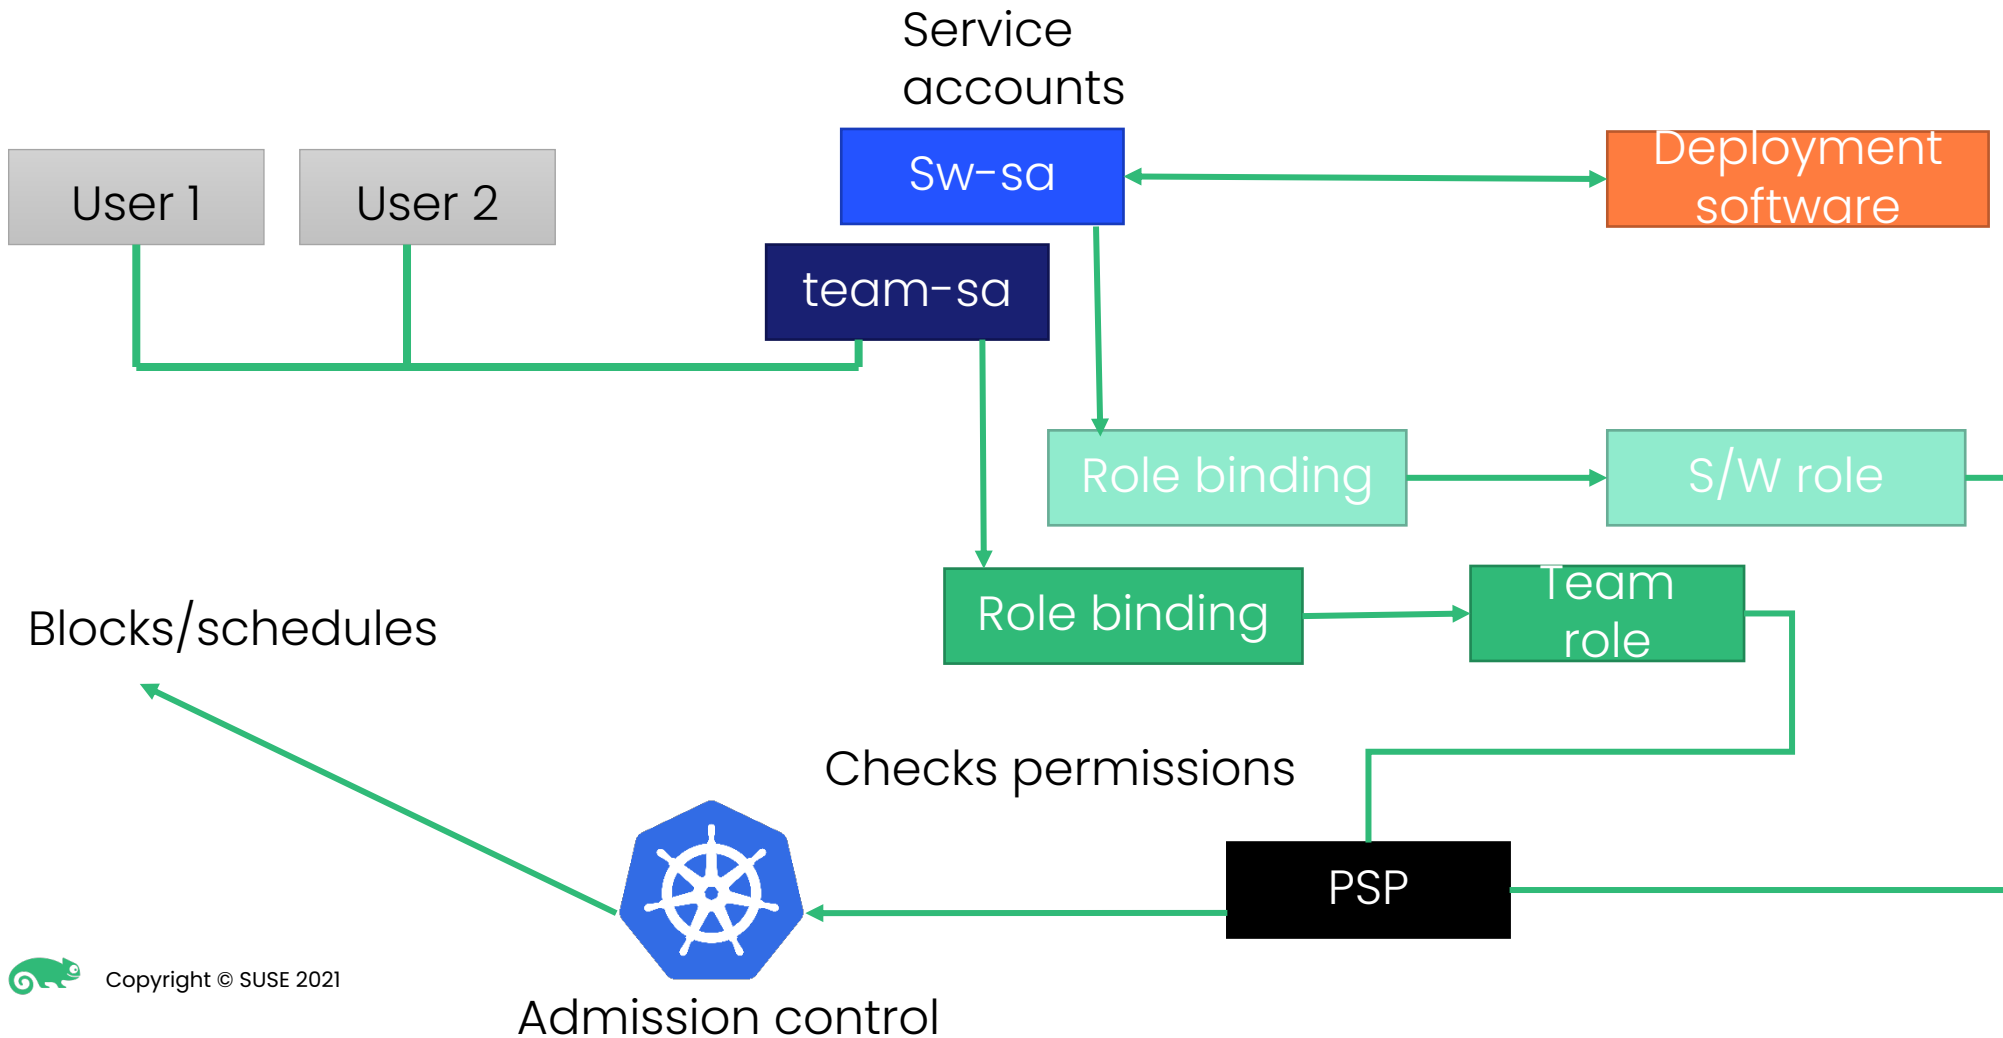 Service
accounts
Sw-sa
Deployment
software
User 1
User 2
team-sa
Role binding
S/W role
Role binding
Team
role
Blocks/schedules
Checks permissions
PSP
Copyright © SUSE 2021
Admission control